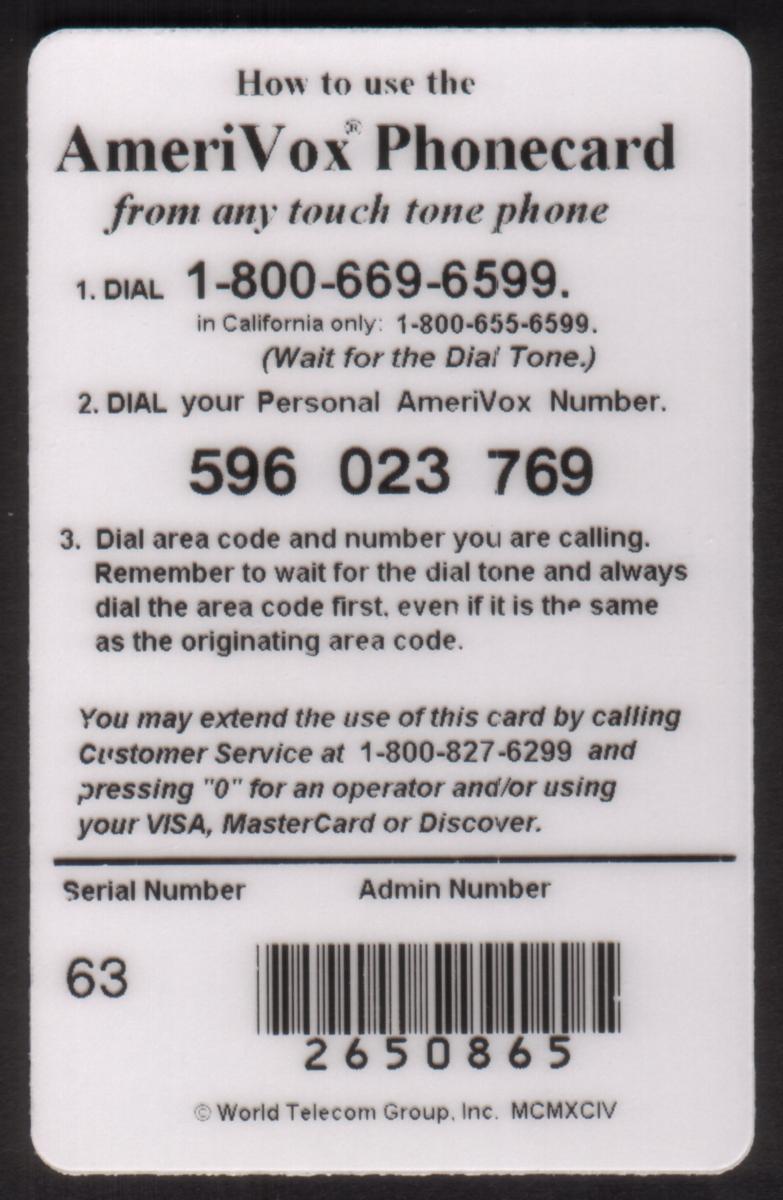 How to use the
AmeriVox® Phonecard
from any touch tone phone
1. DIAL 1-800-669-6599.
in California only: 1-800-655-6599.
(Wait for the Dial Tone.)
2. DIAL your Personal AmeriVox Number.
596 023 769
3. Dial area code and number you are calling.
Remember to wait for the dial tone and always
dial the area code first, even if it is the same
as the originating area code.
You may extend the use of this card by calling
Customer Service at 1-800-827-6299 and
pressing "0" for an operator and/or using
your VISA, MasterCard or Discover.
Serial Number Admin Number
63
2650865
© World Telecom Group, Inc. MCMXCIV